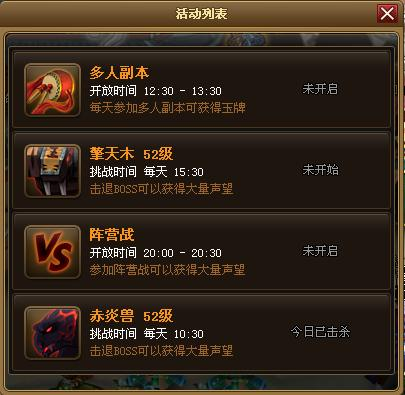 活动列表
多人副本
开放时间 12:30 - 13:30
每天参加多人副本可获得玉牌
未开启
擎天木 52级
挑战时间 每天 15:30
击退BOSS可以获得大量声望
未开始
VS
阵营战
开放时间 20:00 - 20:30
参加阵营战可以获得大量声望
未开启
赤炎兽 52级
挑战时间 每天 10:30
击退BOSS可以获得大量声望
今日已击杀